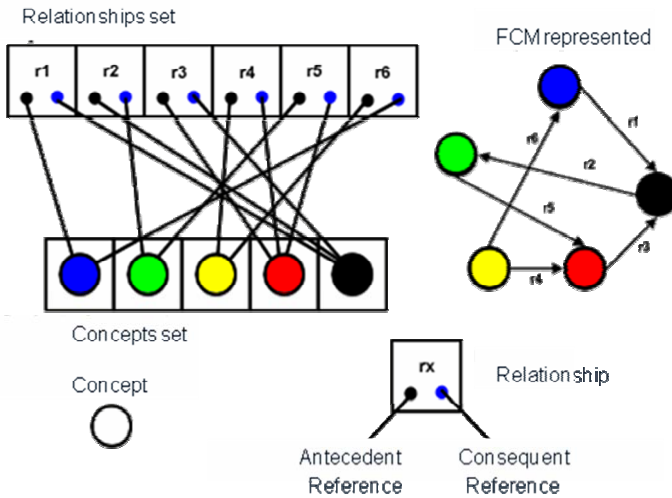 Relationships set
FCM represented
r1 r2 r3 r4 r5 r6
r1
r6
r2
r5
r3
r4
Concepts set
Concept
rx
Relationship
Antecedent
Reference
Consequent
Reference